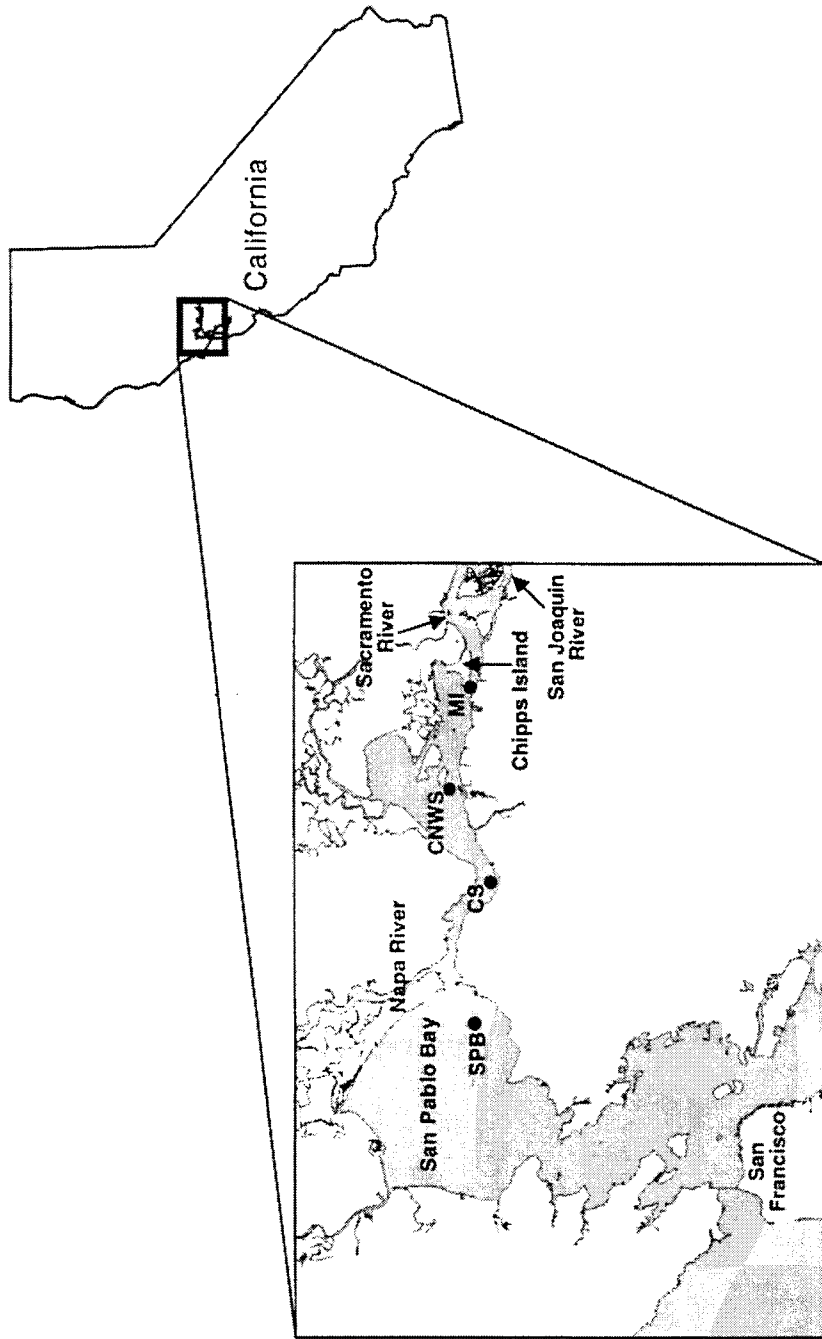 California
Sacramento
River
San Joaquin
River
Chipps Island
MI
CNWS
CS
Napa River
San Pablo Bay
SPB
San
Francisco